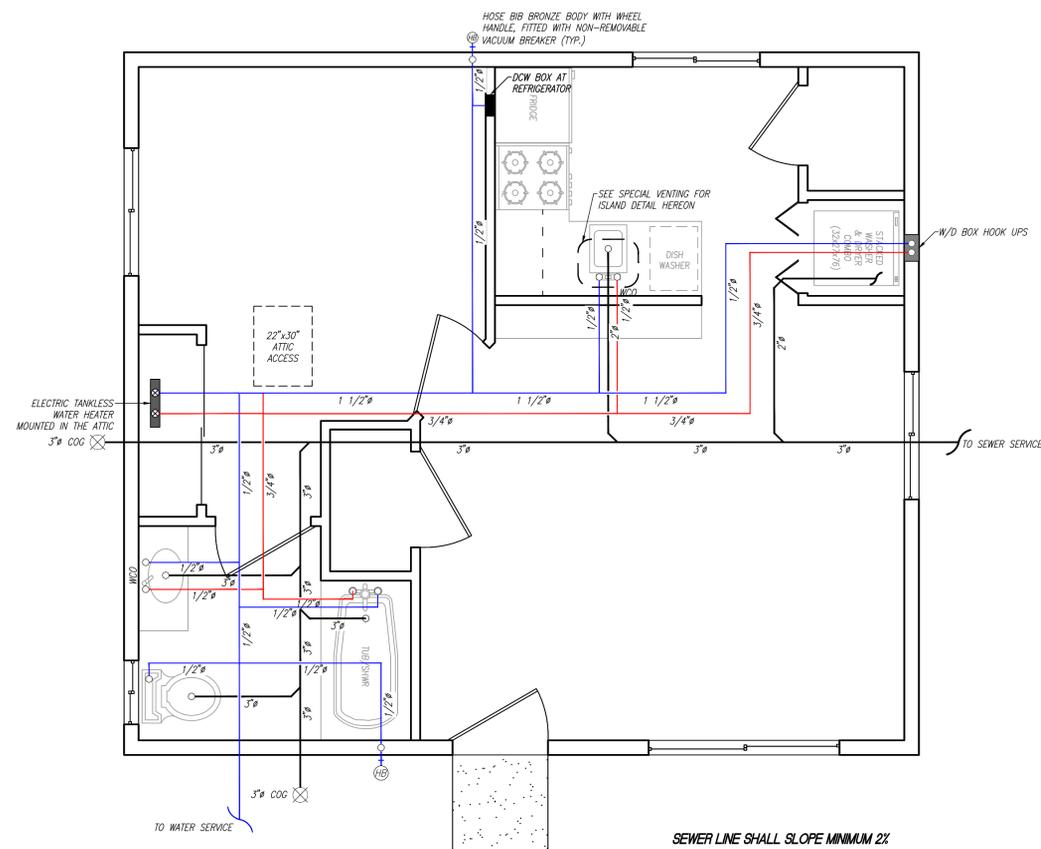 HOSE BIB BRONZE BODY WITH WHEEL
HANDLE, FITTED WITH NON-REMOVABLE
VACUUM BREAKER (TYP.)
HB
1/2"ø
DCW BOX AT
REFRIGERATOR
FRIDGE
SEE SPECIAL VENTING FOR
ISLAND DETAIL HEREON
1/2"ø
DISH
WASHER
STACKED
WASHER
& DRYER
COMBO
(32x27x76)
W/D BOX HOOK UPS
WCO
1/2"ø
2"ø
1/2"ø
1/2"ø
3/4"ø
2"ø
22"x30"
ATTIC
ACCESS
ELECTRIC TANKLESS
WATER HEATER
MOUNTED IN THE ATTIC
1 1/2"ø
1 1/2"ø
1 1/2"ø
3/4"ø
3/4"ø
3"ø COG
3"ø
3"ø
3"ø
3"ø
TO SEWER SERVICE
1/2"ø
3/4"ø
3"ø
WCO
1/2"ø
3"ø
1/2"ø
3"ø
1/2"ø
1/2"ø
1/2"ø
3"ø
3"ø
TUB/SHWR
1/2"ø
1/2"ø
3"ø
3"ø
1/2"ø
HB
3"ø COG
TO WATER SERVICE
SEWER LINE SHALL SLOPE MINIMUM 2%